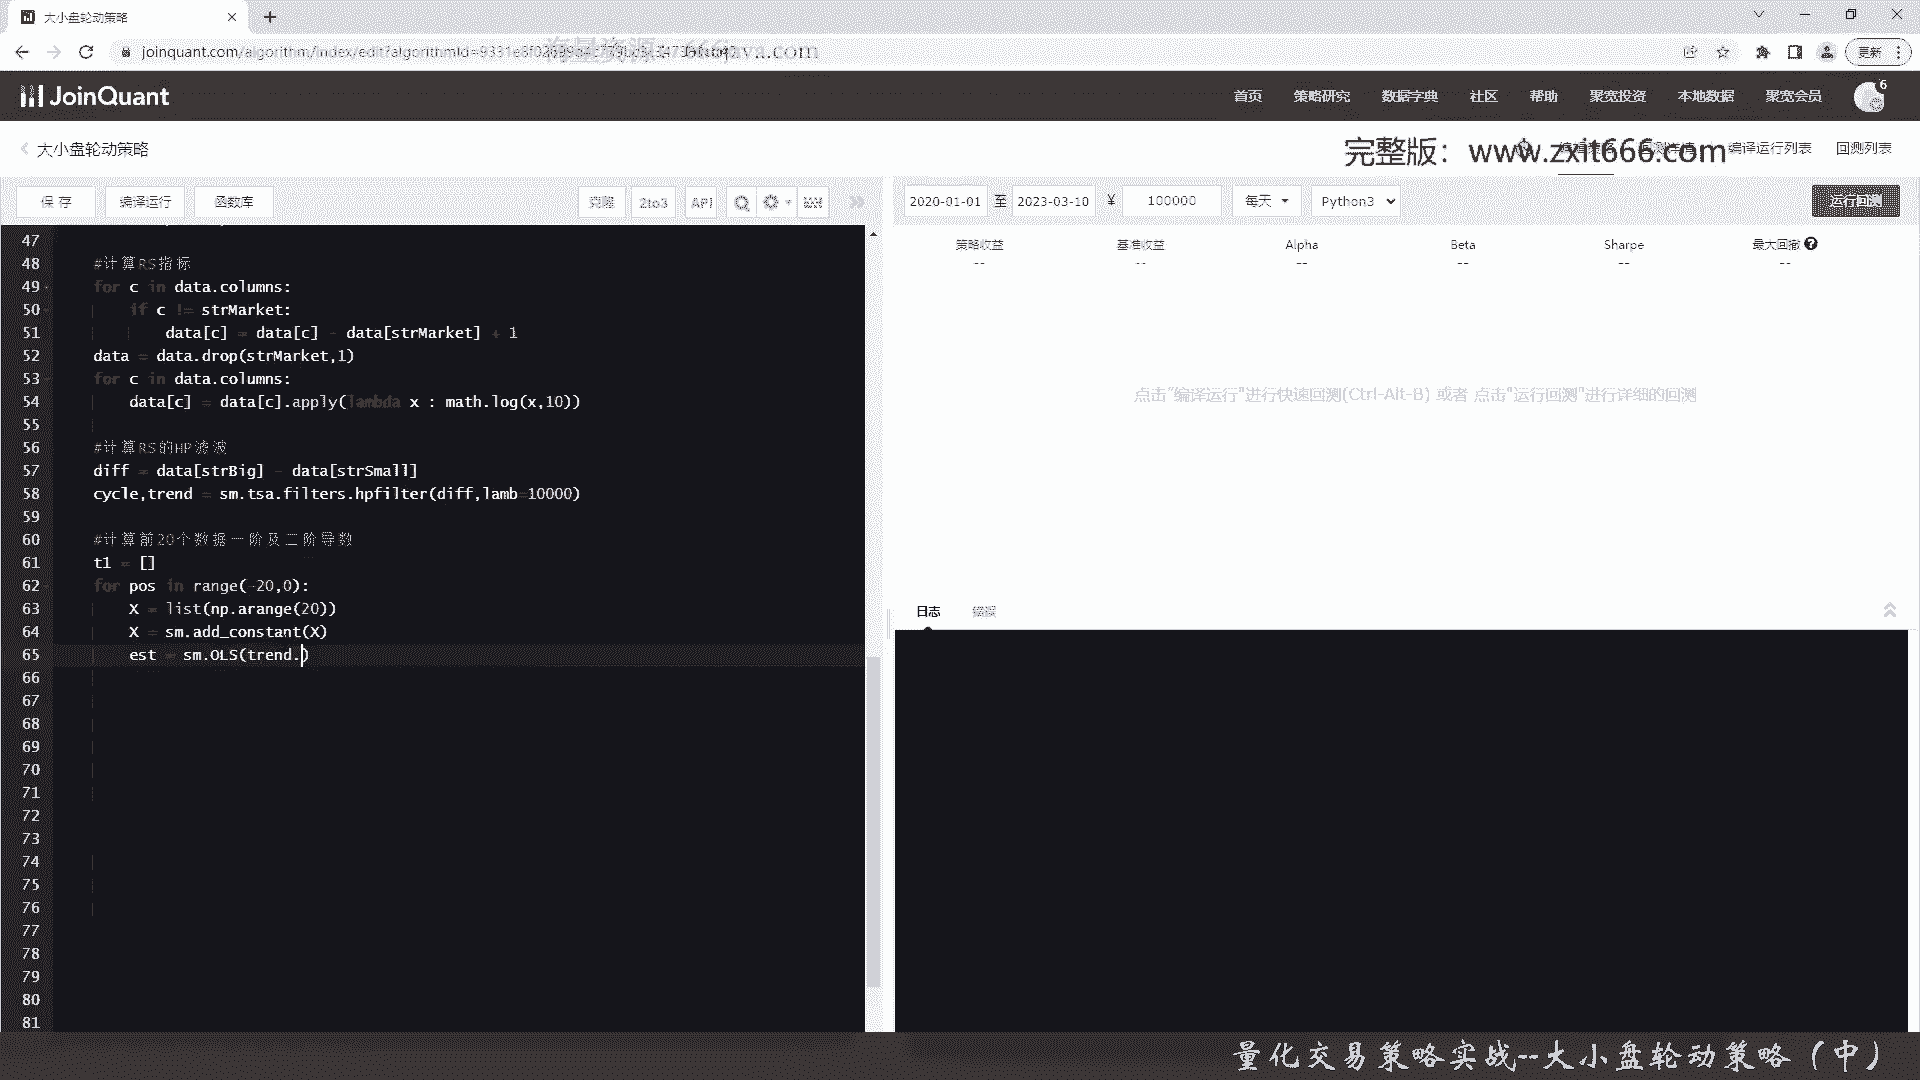 大小盘轮动策略
joinquant.com/algorithm/index/edit?algorithmId=
JoinQuant
首页 策略研究 数据字典 社区 帮助 聚宽投资 本地数据 聚宽会员 6
更新
大小盘轮动策略
完整版：www.zxit666.com 编译运行列表 回测列表
保存 编译运行 函数库 克隆 2to3 API
2020-01-01 至 2023-03-10 ¥ 100000 每天 Python3 运行回测
策略收益 基准收益 Alpha Beta Sharpe 最大回撤
-- -- -- -- -- --
点击"编译运行"进行快速回测(Ctrl-Alt-B) 或者 点击"运行回测"进行详细的回测
日志 错误
47
48 #计算RS指标
49 for c in data.columns:
50 if c != strMarket:
51 data[c] = data[c] - data[strMarket] + 1
52 data = data.drop(strMarket,1)
53 for c in data.columns:
54 data[c] = data[c].apply(lambda x : math.log(x,10))
55
56 #计算RS的HP滤波
57 diff = data[strBig] - data[strSmall]
58 cycle,trend = sm.tsa.filters.hpfilter(diff,lamb=10000)
59
60 #计算前20个数据一阶及二阶导数
61 t1 = []
62 for pos in range(-20,0):
63 X = list(np.arange(20))
64 X = sm.add_constant(X)
65 est = sm.OLS(trend.)
66
67
68
69
70
71
72
73
74
75
76
77
78
79
80
81
量化交易策略实战--大小盘轮动策略（中）